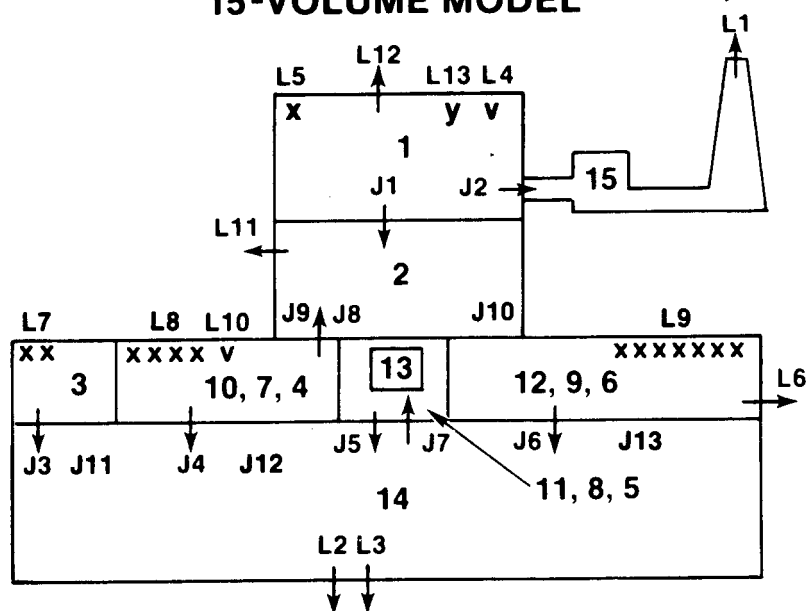 15-VOLUME MODEL
L1
L12
L5 L13 L4
x y v
1
J1 J2 15
L11
2
J9 J8 J10
L7 L8 L10 L9
x x x x x x v x x x x x x x
13
3 10, 7, 4 12, 9, 6 L6
J3 J11 J4 J12 J5 J7 J6 J13
14 11, 8, 5
L2 L3